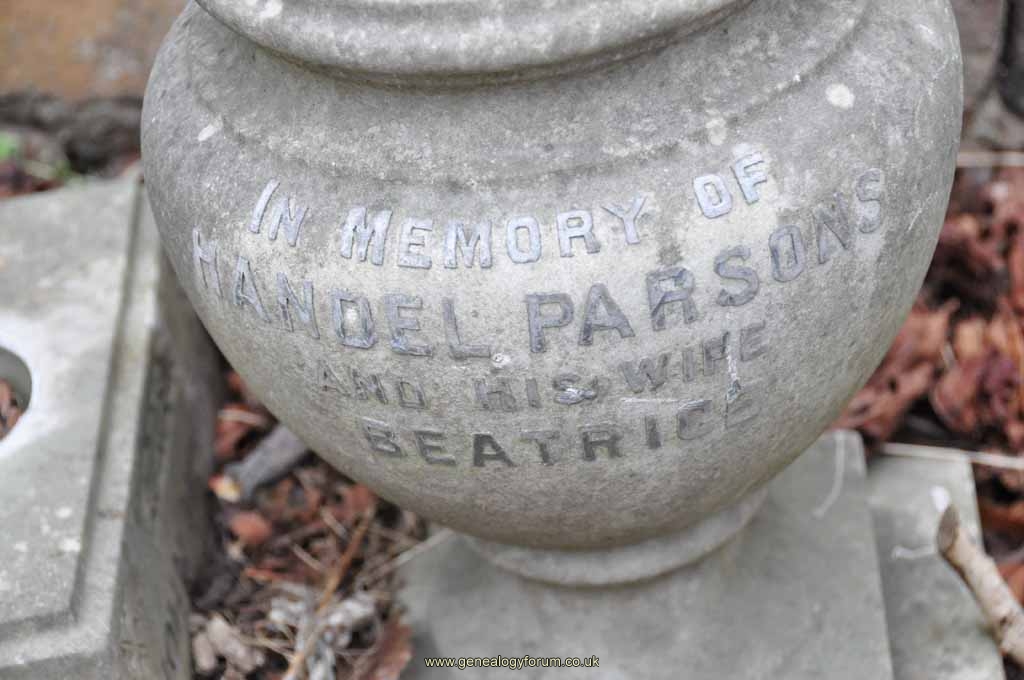 IN MEMORY OF
HANDEL PARSONS
AND HIS WIFE
BEATRICE
www.genealogyforum.co.uk